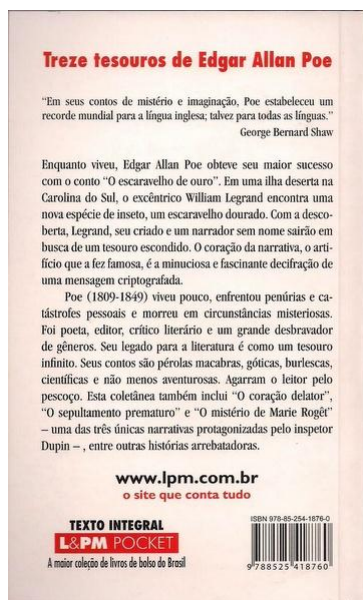 Treze tesouros de Edgar Allan Poe
"Em seus contos de mistério e imaginação, Poe estabeleceu um
recorde mundial para a língua inglesa; talvez para todas as línguas."
George Bernard Shaw
Enquanto viveu, Edgar Allan Poe obteve seu maior sucesso
com o conto "O escaravelho de ouro". Em uma ilha deserta na
Carolina do Sul, o excêntrico William Legrand encontra uma
nova espécie de inseto, um escaravelho dourado. Com a desco-
berta, Legrand, seu criado e um narrador sem nome sairão em
busca de um tesouro escondido. O coração da narrativa, o arti-
fício que a fez famosa, é a minuciosa e fascinante decifração de
uma mensagem criptografada.
Poe (1809-1849) viveu pouco, enfrentou penúrias e ca-
tástrofes pessoais e morreu em circunstâncias misteriosas.
Foi poeta, editor, crítico literário e um grande desbravador
de gêneros. Seu legado para a literatura é como um tesouro
infinito. Seus contos são pérolas macabras, góticas, burlescas,
científicas e não menos aventurosas. Agarram o leitor pelo
pescoço. Esta coletânea também inclui "O coração delator",
"O sepultamento prematuro" e "O mistério de Marie Rogêt"
– uma das três únicas narrativas protagonizadas pelo inspetor
Dupin – , entre outras histórias arrebatadoras.
www.lpm.com.br
o site que conta tudo
TEXTO INTEGRAL
L&PM POCKET
A maior coleção de livros de bolso do Brasil
ISBN 978-85-254-1876-0
9788525418760